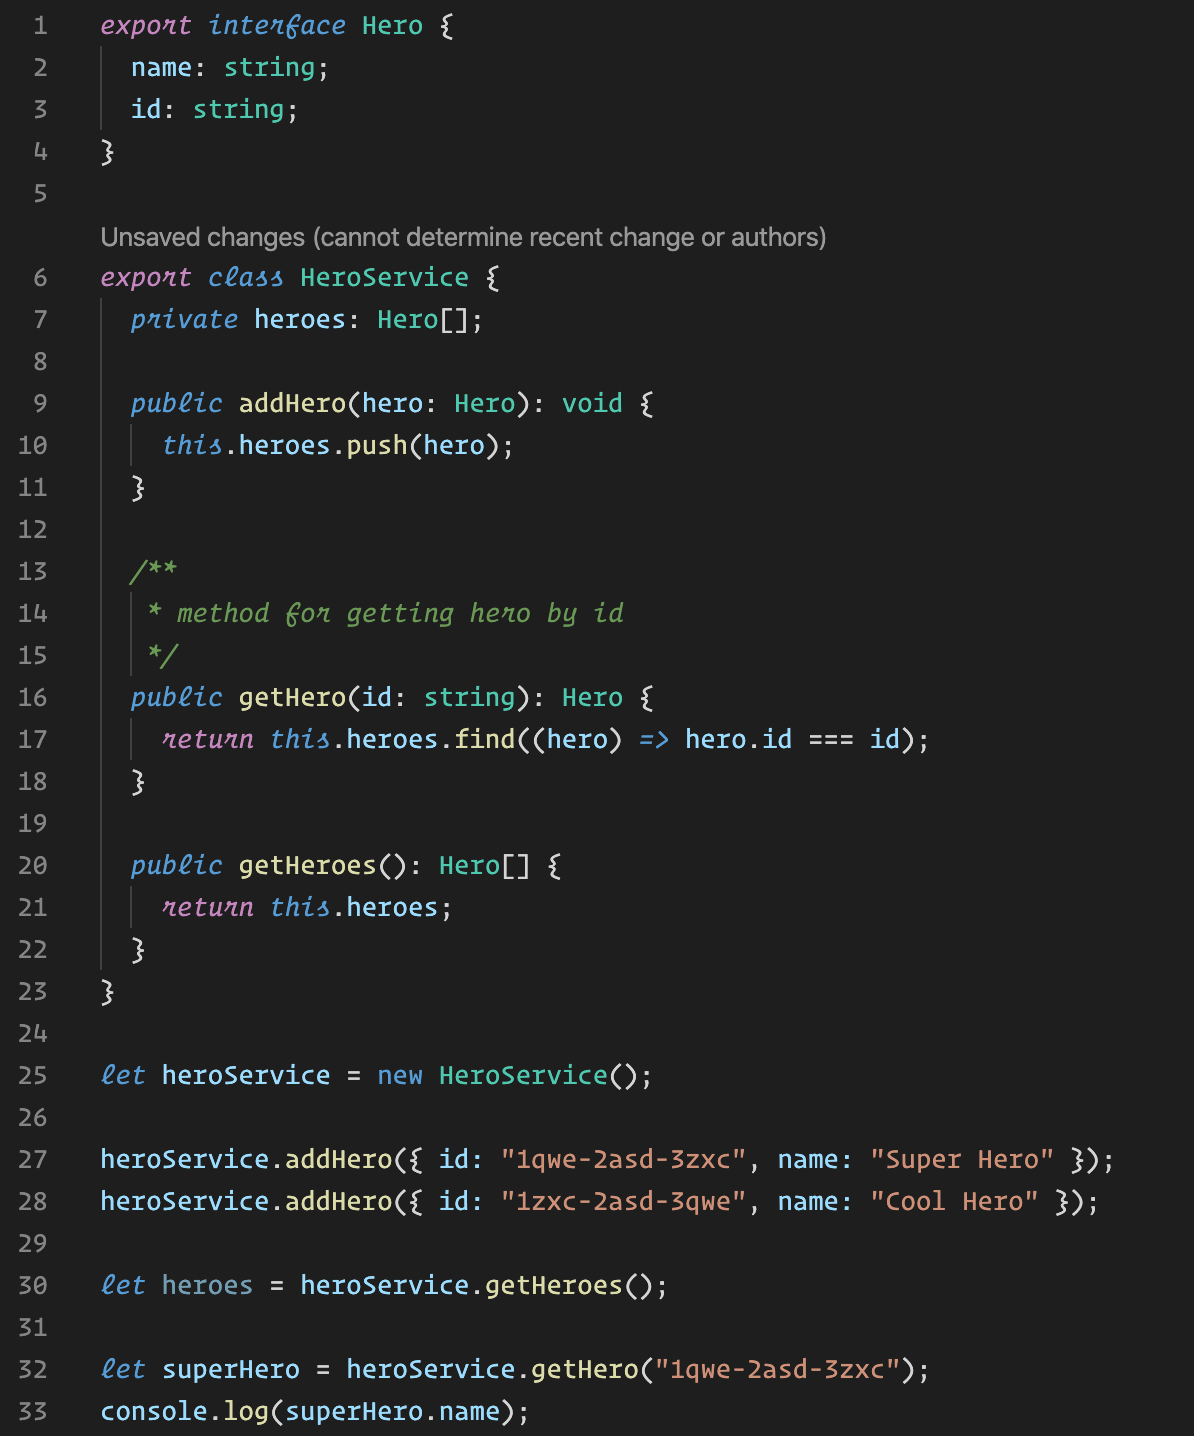 1 export interface Hero {
2 name: string;
3 id: string;
4 }
5
Unsaved changes (cannot determine recent change or authors)
6 export class HeroService {
7 private heroes: Hero[];
8
9 public addHero(hero: Hero): void {
10 this.heroes.push(hero);
11 }
12
13 /**
14 * method for getting hero by id
15 */
16 public getHero(id: string): Hero {
17 return this.heroes.find((hero) => hero.id === id);
18 }
19
20 public getHeroes(): Hero[] {
21 return this.heroes;
22 }
23 }
24
25 let heroService = new HeroService();
26
27 heroService.addHero({ id: "1qwe-2asd-3zxc", name: "Super Hero" });
28 heroService.addHero({ id: "1zxc-2asd-3qwe", name: "Cool Hero" });
29
30 let heroes = heroService.getHeroes();
31
32 let superHero = heroService.getHero("1qwe-2asd-3zxc");
33 console.log(superHero.name);